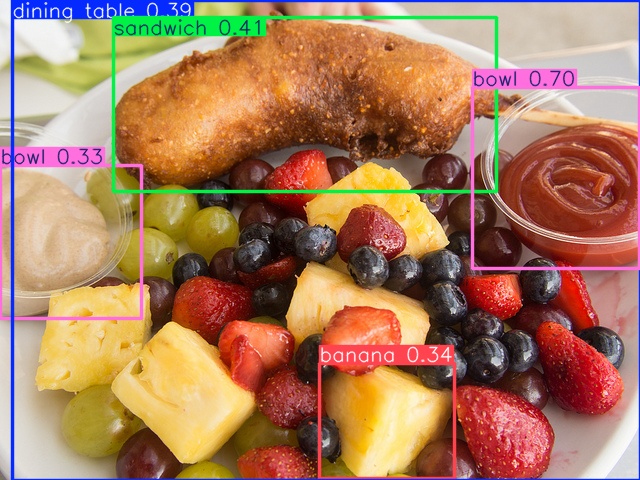 dining table 0.39
sandwich 0.41
bowl 0.70
bowl 0.33
banana 0.34